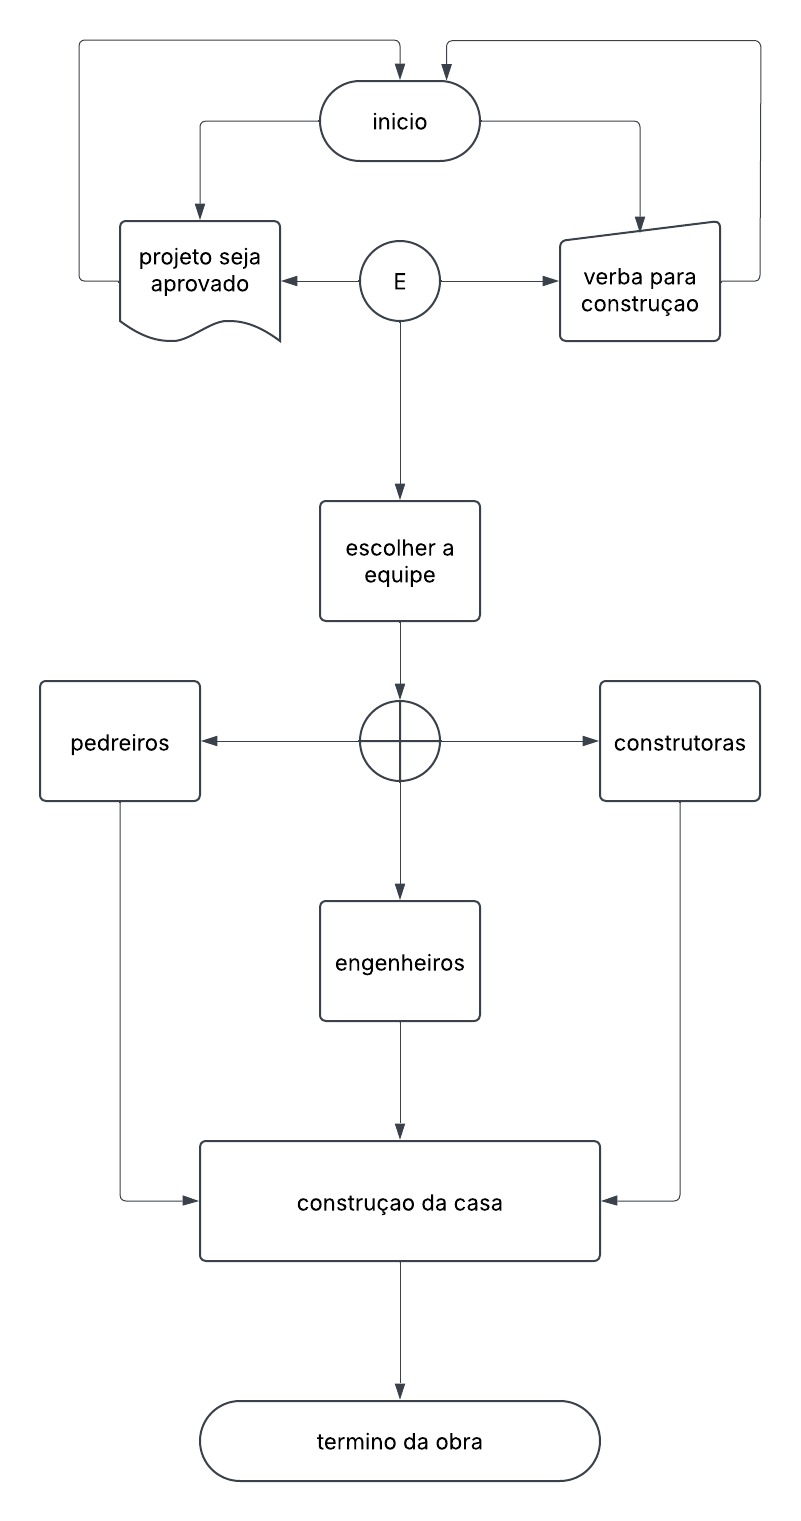 inicio
projeto seja
aprovado
E
verba para
construçao
escolher a
equipe
pedreiros
construtoras
engenheiros
construçao da casa
termino da obra